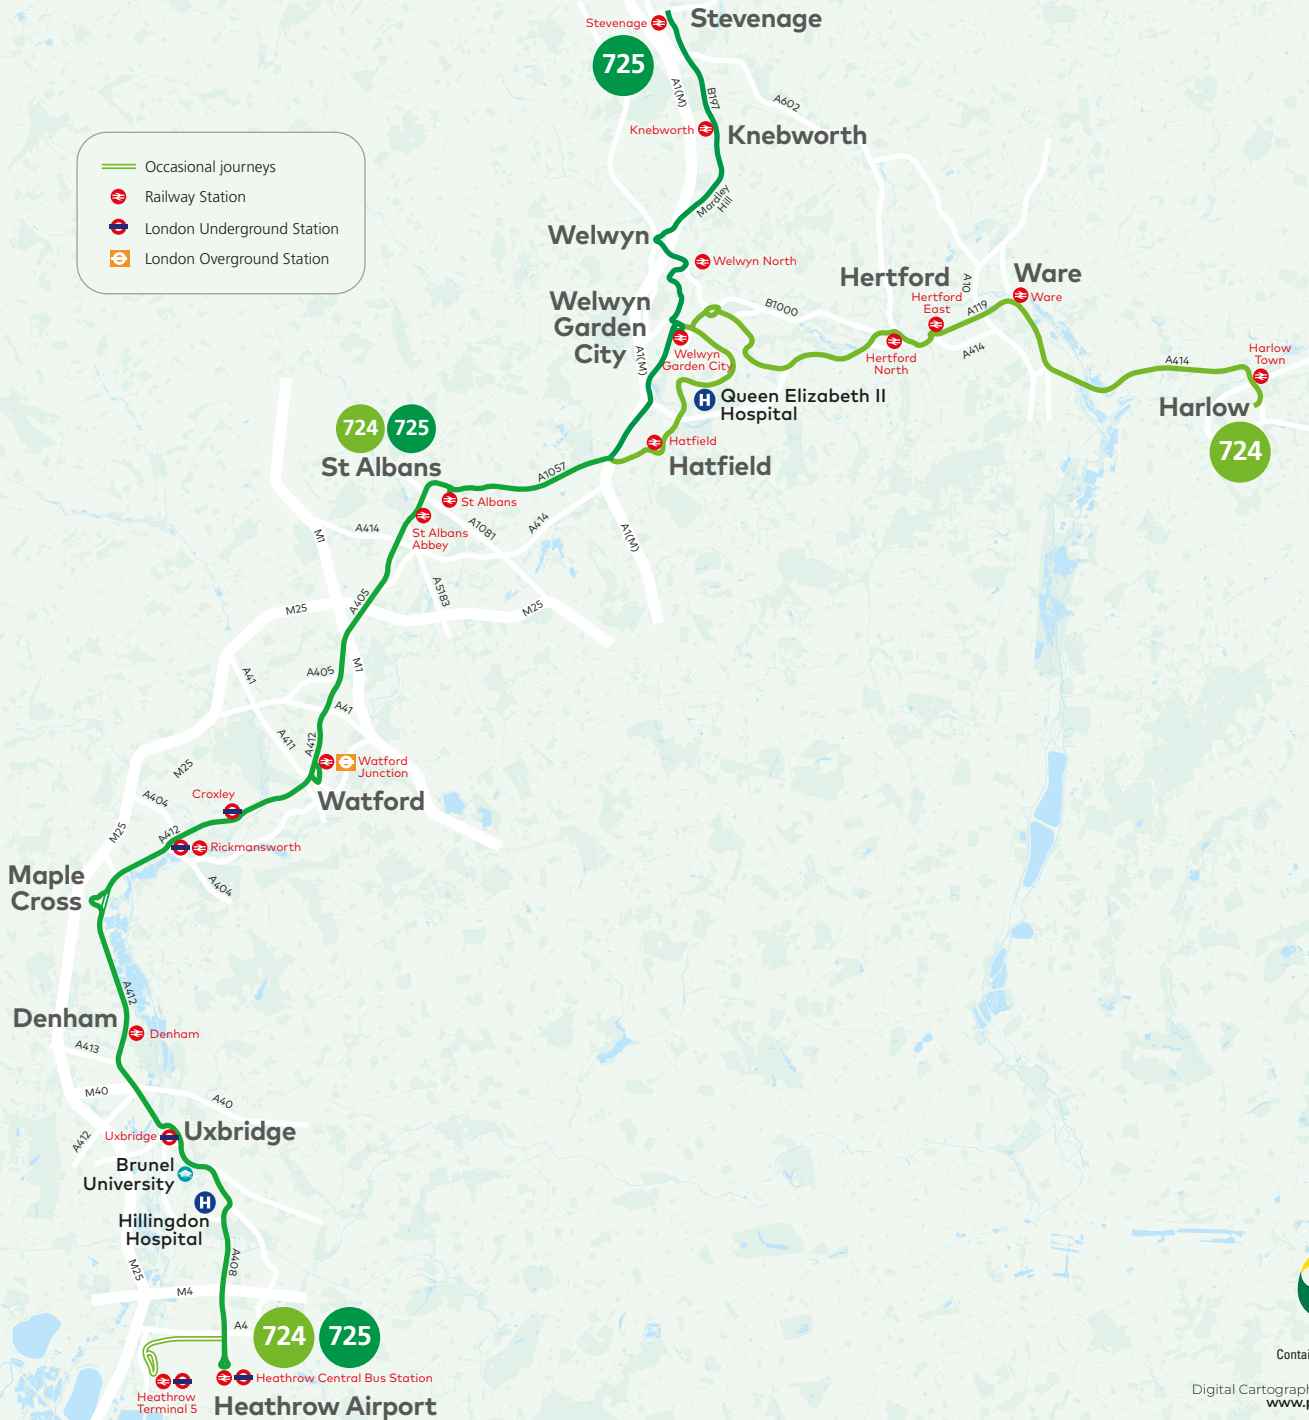 Stevenage
Stevenage
725
A1(M)
B197
A602
Knebworth
Knebworth
Occasional journeys
Railway Station
London Underground Station
London Overground Station
Mardley
Hill
Welwyn
Welwyn North
Hertford
Ware
Welwyn
Garden
City
A10
Hertford
East
Ware
B1000
A119
A1(M)
Welwyn
Garden City
Hertford
North
A414
A414
Harlow
Town
Queen Elizabeth II
Hospital
Harlow
724
724
725
Hatfield
Hatfield
St Albans
A1057
St Albans
A414
St Albans
Abbey
A1081
A414
A1(M)
M1
A405
A5183
M25
M25
M1
A41
A405
A41
A411
A412
Watford
Junction
M25
Croxley
Watford
A404
M25
A412
Rickmansworth
A404
Maple
Cross
A412
Denham
Denham
A413
M40
A40
A412
Uxbridge
Uxbridge
Brunel
University
H
Hillingdon
Hospital
A408
M25
M4
A4
724
725
Heathrow Central Bus Station
Heathrow
Terminal 5
Heathrow Airport
H
Contai
Digital Cartograph
www.p